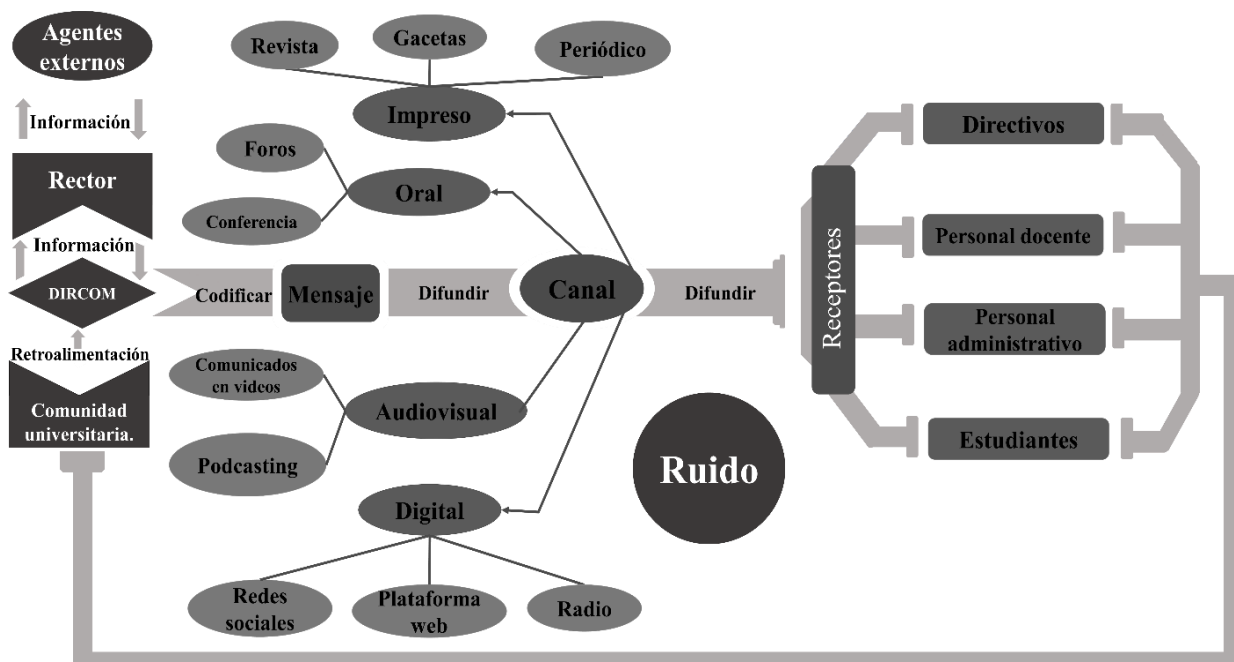 Agentes
externos
Información
Rector
Información
DIRCOM
Retroalimentación
Comunidad
universitaria.
Codificar
Mensaje
Difundir
Canal
Difundir
Revista
Gacetas
Periódico
Impreso
Foros
Oral
Conferencia
Comunicados
en videos
Audiovisual
Podcasting
Digital
Redes
sociales
Plataforma
web
Radio
Ruido
Receptores
Directivos
Personal docente
Personal
administrativo
Estudiantes